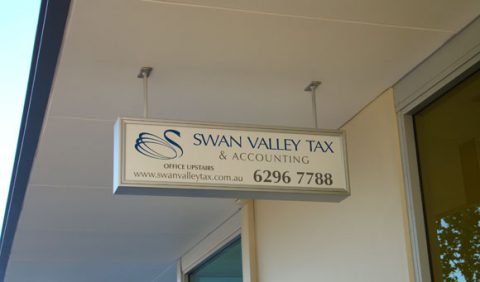 SWAN VALLEY TAX
& ACCOUNTING
OFFICE UPSTAIRS
www.swanvalleytax.com.au 6296 7788